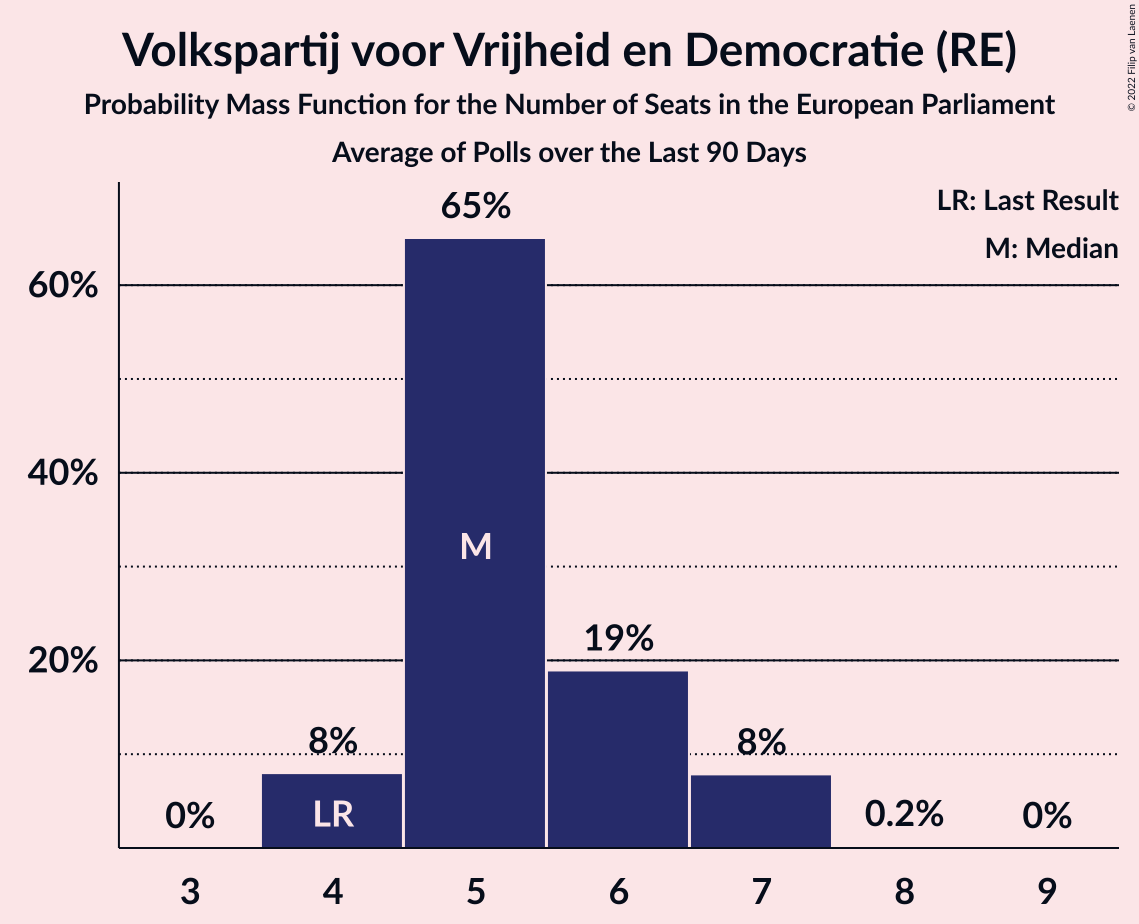 Volkspartij voor Vrijheid en Democratie (RE)
Probability Mass Function for the Number of Seats in the European Parliament
Average of Polls over the Last 90 Days
© 2022 Filip van Laenen
LR: Last Result
M: Median
65%
60%
40%
M
19%
20%
8%
8%
0%
LR
0.2%
0%
3 4 5 6 7 8 9